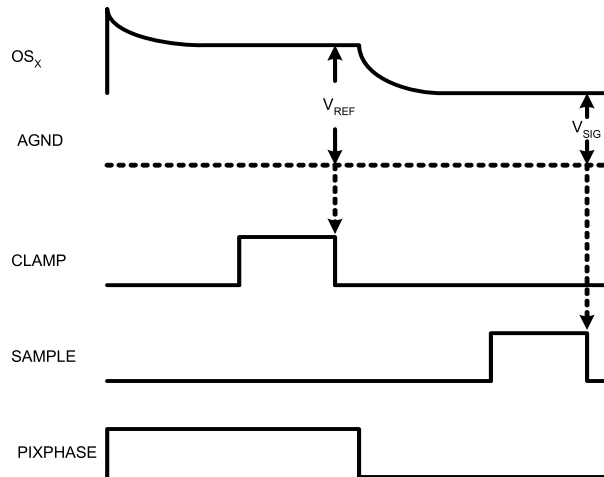 OSX
VREF
AGND
VSIG
CLAMP
SAMPLE
PIXPHASE